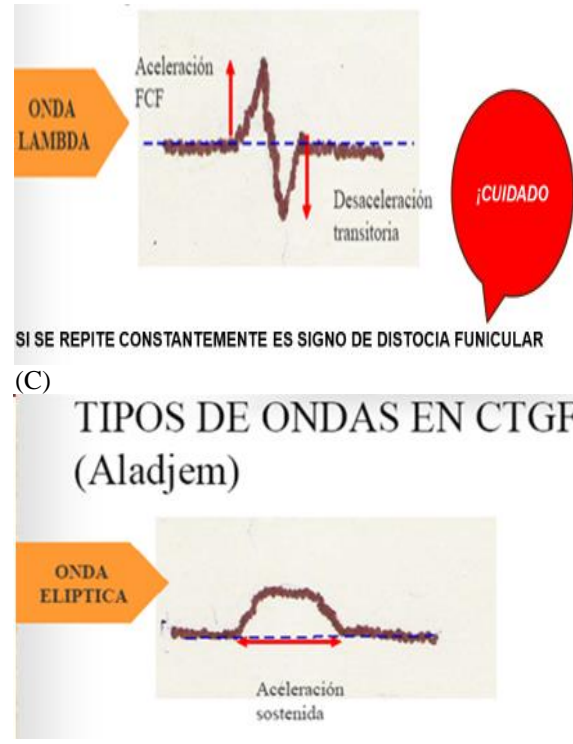 Aceleración
FCF
ONDA
LAMBDA
¡CUIDADO
Desaceleración
transitoria
SI SE REPITE CONSTANTEMENTE ES SIGNO DE DISTOCIA FUNICULAR
(C)
TIPOS DE ONDAS EN CTGF
(Aladjem)
ONDA
ELIPTICA
Aceleración
sostenida